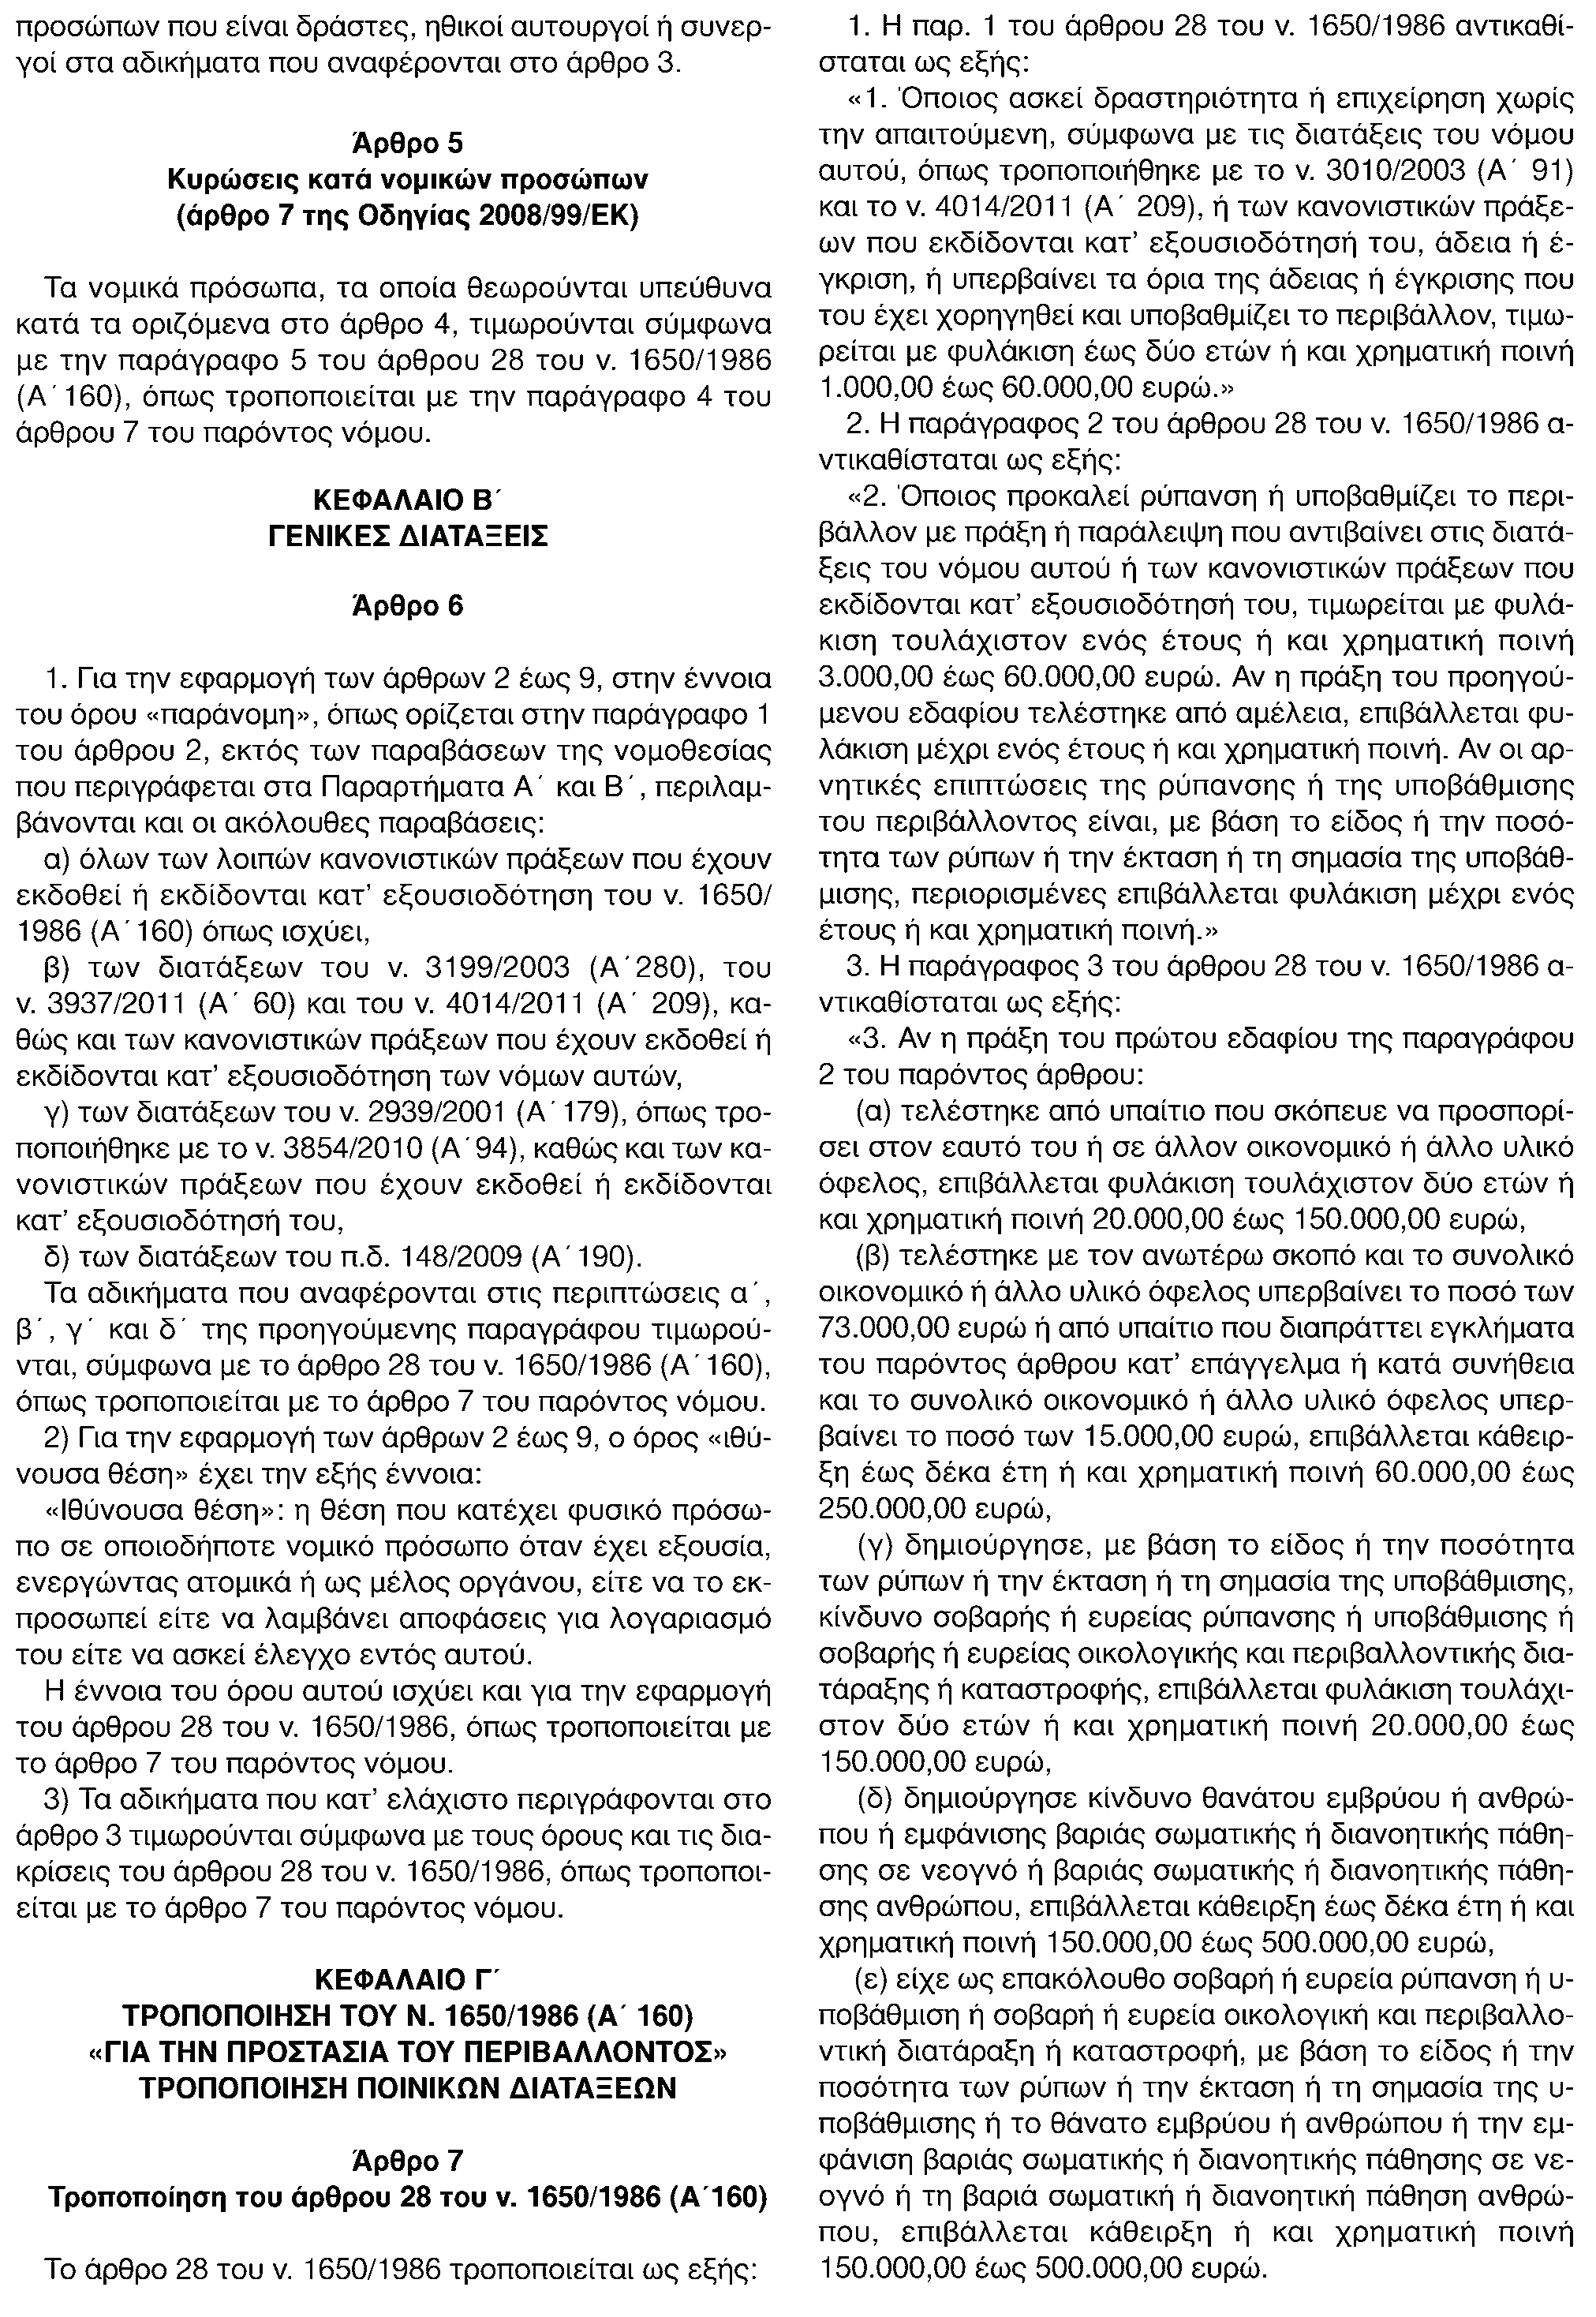 προσώπων που είναι δράστες, ηθικοί αυτουργοί ή συνερ-
γοί στα αδικήματα που αναφέρονται στο άρθρο 3.
Άρθρο 5
Κυρώσεις κατά νομικών προσώπων
(άρθρο 7 της Οδηγίας 2008/99/ΕΚ)
Τα νομικά πρόσωπα, τα οποία θεωρούνται υπεύθυνα
κατά τα οριζόμενα στο άρθρο 4, τιμωρούνται σύμφωνα
με την παράγραφο 5 του άρθρου 28 του ν. 1650/1986
(Α΄ 160), όπως τροποποιείται με την παράγραφο 4 του
άρθρου 7 του παρόντος νόμου.
ΚΕΦΑΛΑΙΟ Β΄
ΓΕΝΙΚΕΣ ΔΙΑΤΑΞΕΙΣ
Άρθρο 6
1. Για την εφαρμογή των άρθρων 2 έως 9, στην έννοια
του όρου «παράνομη», όπως ορίζεται στην παράγραφο 1
του άρθρου 2, εκτός των παραβάσεων της νομοθεσίας
που περιγράφεται στα Παραρτήματα Α΄ και Β΄, περιλαμ-
βάνονται και οι ακόλουθες παραβάσεις:
α) όλων των λοιπών κανονιστικών πράξεων που έχουν
εκδοθεί ή εκδίδονται κατ’ εξουσιοδότηση του ν. 1650/
1986 (Α΄ 160) όπως ισχύει,
β) των διατάξεων του ν. 3199/2003 (Α΄280), του
ν. 3937/2011 (Α΄ 60) και του ν. 4014/2011 (Α΄ 209), κα-
θώς και των κανονιστικών πράξεων που έχουν εκδοθεί ή
εκδίδονται κατ’ εξουσιοδότηση των νόμων αυτών,
γ) των διατάξεων του ν. 2939/2001 (Α΄ 179), όπως τρο-
ποποιήθηκε με το ν. 3854/2010 (Α΄ 94), καθώς και των κα-
νονιστικών πράξεων που έχουν εκδοθεί ή εκδίδονται
κατ’ εξουσιοδότησή του,
δ) των διατάξεων του π.δ. 148/2009 (Α΄ 190).
Τα αδικήματα που αναφέρονται στις περιπτώσεις α΄,
β΄, γ΄ και δ΄ της προηγούμενης παραγράφου τιμωρού-
νται, σύμφωνα με το άρθρο 28 του ν. 1650/1986 (Α΄ 160),
όπως τροποποιείται με το άρθρο 7 του παρόντος νόμου.
2) Για την εφαρμογή των άρθρων 2 έως 9, ο όρος «ιθύ-
νουσα θέση» έχει την εξής έννοια:
«Ιθύνουσα θέση»: η θέση που κατέχει φυσικό πρόσω-
πο σε οποιοδήποτε νομικό πρόσωπο όταν έχει εξουσία,
ενεργώντας ατομικά ή ως μέλος οργάνου, είτε να το εκ-
προσωπεί είτε να λαμβάνει αποφάσεις για λογαριασμό
του είτε να ασκεί έλεγχο εντός αυτού.
Η έννοια του όρου αυτού ισχύει και για την εφαρμογή
του άρθρου 28 του ν. 1650/1986, όπως τροποποιείται με
το άρθρο 7 του παρόντος νόμου.
3) Τα αδικήματα που κατ’ ελάχιστο περιγράφονται στο
άρθρο 3 τιμωρούνται σύμφωνα με τους όρους και τις δια-
κρίσεις του άρθρου 28 του ν. 1650/1986, όπως τροποποι-
είται με το άρθρο 7 του παρόντος νόμου.
ΚΕΦΑΛΑΙΟ Γ΄
ΤΡΟΠΟΠΟΙΗΣΗ ΤΟΥ Ν. 1650/1986 (Α΄ 160)
«ΓΙΑ ΤΗΝ ΠΡΟΣΤΑΣΙΑ ΤΟΥ ΠΕΡΙΒΑΛΛΟΝΤΟΣ»
ΤΡΟΠΟΠΟΙΗΣΗ ΠΟΙΝΙΚΩΝ ΔΙΑΤΑΞΕΩΝ
Άρθρο 7
Τροποποίηση του άρθρου 28 του ν. 1650/1986 (Α΄160)
Το άρθρο 28 του ν. 1650/1986 τροποποιείται ως εξής:
1. Η παρ. 1 του άρθρου 28 του ν. 1650/1986 αντικαθί-
σταται ως εξής:
«1. Όποιος ασκεί δραστηριότητα ή επιχείρηση χωρίς
την απαιτούμενη, σύμφωνα με τις διατάξεις του νόμου
αυτού, όπως τροποποιήθηκε με το ν. 3010/2003 (Α΄ 91)
και το ν. 4014/2011 (Α΄ 209), ή των κανονιστικών πράξε-
ων που εκδίδονται κατ’ εξουσιοδότησή του, άδεια ή έ-
γκριση, ή υπερβαίνει τα όρια της άδειας ή έγκρισης που
του έχει χορηγηθεί και υποβαθμίζει το περιβάλλον, τιμω-
ρείται με φυλάκιση έως δύο ετών ή και χρηματική ποινή
1.000,00 έως 60.000,00 ευρώ.»
2. Η παράγραφος 2 του άρθρου 28 του ν. 1650/1986 α-
ντικαθίσταται ως εξής:
«2. Όποιος προκαλεί ρύπανση ή υποβαθμίζει το περι-
βάλλον με πράξη ή παράλειψη που αντιβαίνει στις διατά-
ξεις του νόμου αυτού ή των κανονιστικών πράξεων που
εκδίδονται κατ’ εξουσιοδότησή του, τιμωρείται με φυλά-
κιση τουλάχιστον ενός έτους ή και χρηματική ποινή
3.000,00 έως 60.000,00 ευρώ. Αν η πράξη του προηγού-
μενου εδαφίου τελέστηκε από αμέλεια, επιβάλλεται φυ-
λάκιση μέχρι ενός έτους ή και χρηματική ποινή. Αν οι αρ-
νητικές επιπτώσεις της ρύπανσης ή της υποβάθμισης
του περιβάλλοντος είναι, με βάση το είδος ή την ποσό-
τητα των ρύπων ή την έκταση ή τη σημασία της υποβάθ-
μισης, περιορισμένες επιβάλλεται φυλάκιση μέχρι ενός
έτους ή και χρηματική ποινή.»
3. Η παράγραφος 3 του άρθρου 28 του ν. 1650/1986 α-
ντικαθίσταται ως εξής:
«3. Αν η πράξη του πρώτου εδαφίου της παραγράφου
2 του παρόντος άρθρου:
(α) τελέστηκε από υπαίτιο που σκόπευε να προσπορί-
σει στον εαυτό του ή σε άλλον οικονομικό ή άλλο υλικό
όφελος, επιβάλλεται φυλάκιση τουλάχιστον δύο ετών ή
και χρηματική ποινή 20.000,00 έως 150.000,00 ευρώ,
(β) τελέστηκε με τον ανωτέρω σκοπό και το συνολικό
οικονομικό ή άλλο υλικό όφελος υπερβαίνει το ποσό των
73.000,00 ευρώ ή από υπαίτιο που διαπράττει εγκλήματα
του παρόντος άρθρου κατ’ επάγγελμα ή κατά συνήθεια
και το συνολικό οικονομικό ή άλλο υλικό όφελος υπερ-
βαίνει το ποσό των 15.000,00 ευρώ, επιβάλλεται κάθειρ-
ξη έως δέκα έτη ή και χρηματική ποινή 60.000,00 έως
250.000,00 ευρώ,
(γ) δημιούργησε, με βάση το είδος ή την ποσότητα
των ρύπων ή την έκταση ή τη σημασία της υποβάθμισης,
κίνδυνο σοβαρής ή ευρείας ρύπανσης ή υποβάθμισης ή
σοβαρής ή ευρείας οικολογικής και περιβαλλοντικής δια-
τάραξης ή καταστροφής, επιβάλλεται φυλάκιση τουλάχι-
στον δύο ετών ή και χρηματική ποινή 20.000,00 έως
150.000,00 ευρώ,
(δ) δημιούργησε κίνδυνο θανάτου εμβρύου ή ανθρώ-
που ή εμφάνισης βαριάς σωματικής ή διανοητικής πάθη-
σης σε νεογνό ή βαριάς σωματικής ή διανοητικής πάθη-
σης ανθρώπου, επιβάλλεται κάθειρξη έως δέκα έτη ή και
χρηματική ποινή 150.000,00 έως 500.000,00 ευρώ,
(ε) είχε ως επακόλουθο σοβαρή ή ευρεία ρύπανση ή υ-
ποβάθμιση ή σοβαρή ή ευρεία οικολογική και περιβαλλο-
ντική διατάραξη ή καταστροφή, με βάση το είδος ή την
ποσότητα των ρύπων ή την έκταση ή τη σημασία της υ-
ποβάθμισης ή το θάνατο εμβρύου ή ανθρώπου ή την εμ-
φάνιση βαριάς σωματικής ή διανοητικής πάθησης σε νε-
ογνό ή τη βαριά σωματική ή διανοητική πάθηση ανθρώ-
που, επιβάλλεται κάθειρξη ή και χρηματική ποινή
150.000,00 έως 500.000,00 ευρώ.